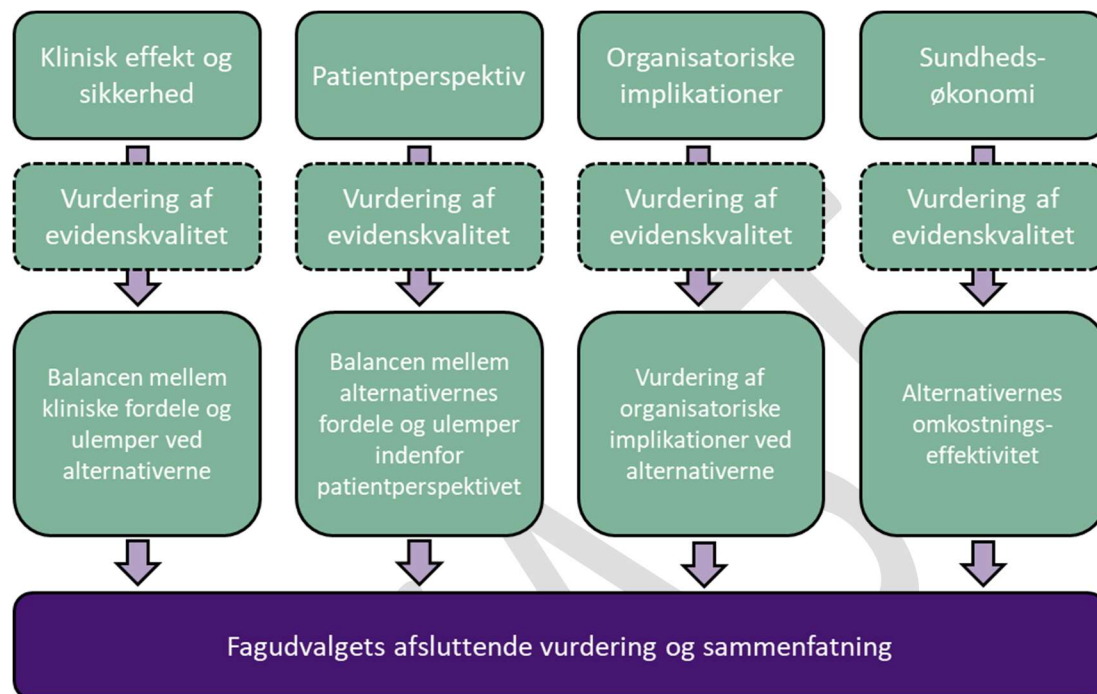 Klinisk effekt og
sikkerhed
Patientperspektiv
Organisatoriske
implikationer
Sundheds-
økonomi
Vurdering af
evidenskvalitet
Vurdering af
evidenskvalitet
Vurdering af
evidenskvalitet
Vurdering af
evidenskvalitet
Balancen mellem
kliniske fordele og
ulemper ved
alternativerne
Balancen mellem
alternativernes
fordele og ulemper
indenfor
patientperspektivet
Vurdering af
organisatoriske
implikationer ved
alternativerne
Alternativernes
omkostnings-
effektivitet
Fagudvalgets afsluttende vurdering og sammenfatning